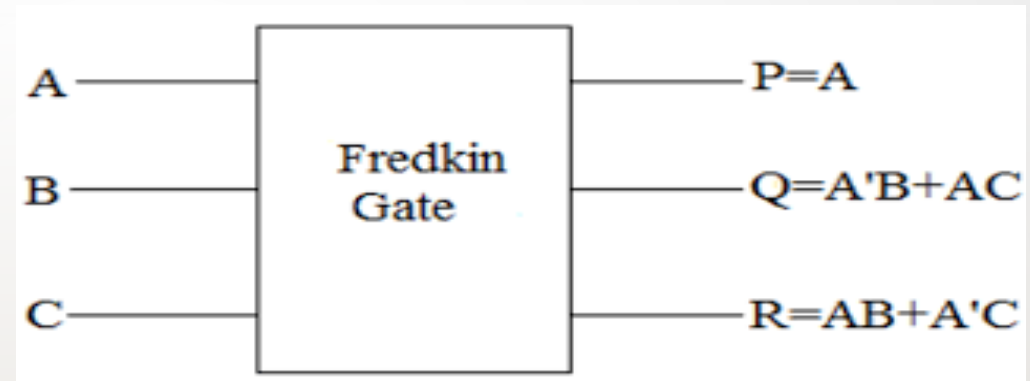 A
P=A
Fredkin
Gate
B
Q=A'B+AC
C
R=AB+A'C